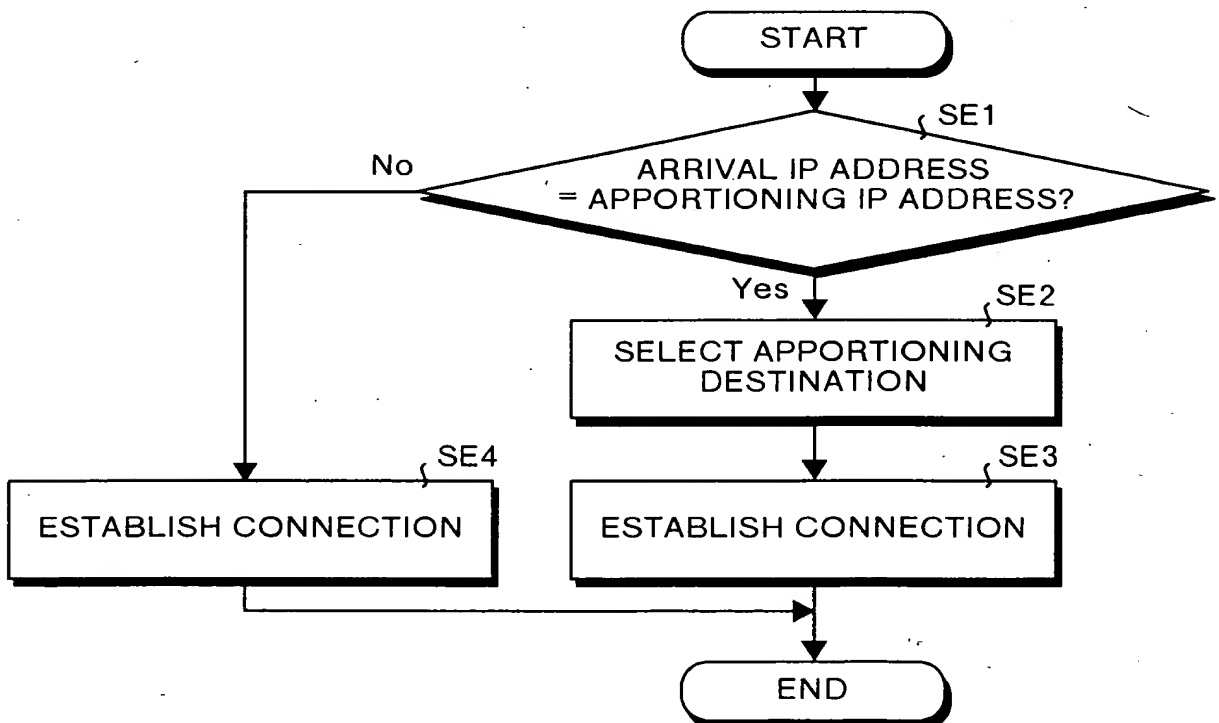 START
SE1
No
ARRIVAL IP ADDRESS
= APPORTIONING IP ADDRESS?
Yes
SE2
SELECT APPORTIONING
DESTINATION
SE4
SE3
ESTABLISH CONNECTION
ESTABLISH CONNECTION
END